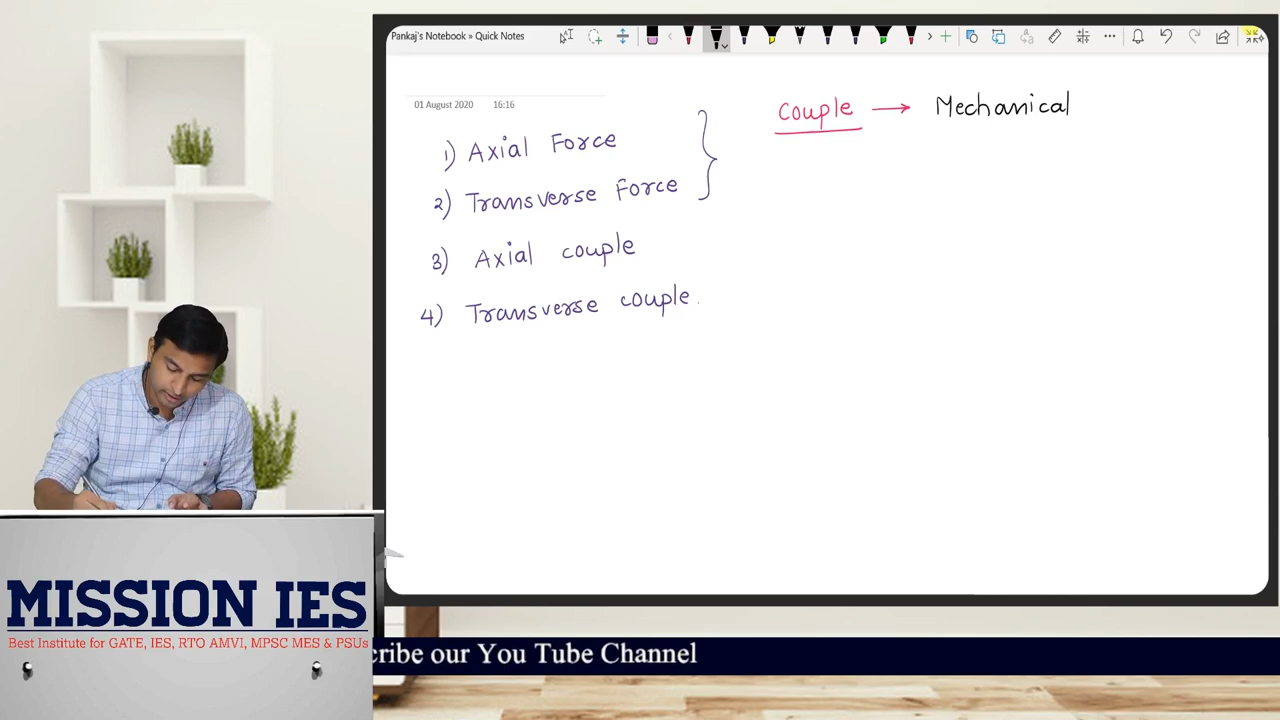 Pankaj's Notebook » Quick Notes
01 August 2020 16:16
couple → Mechanical
1) Axial Force
2) Transverse Force
3) Axial couple
4) Transverse couple.
MISSION IES
Best Institute for GATE, IES, RTO AMVI, MPSC MES & PSUs
cribe our You Tube Channel